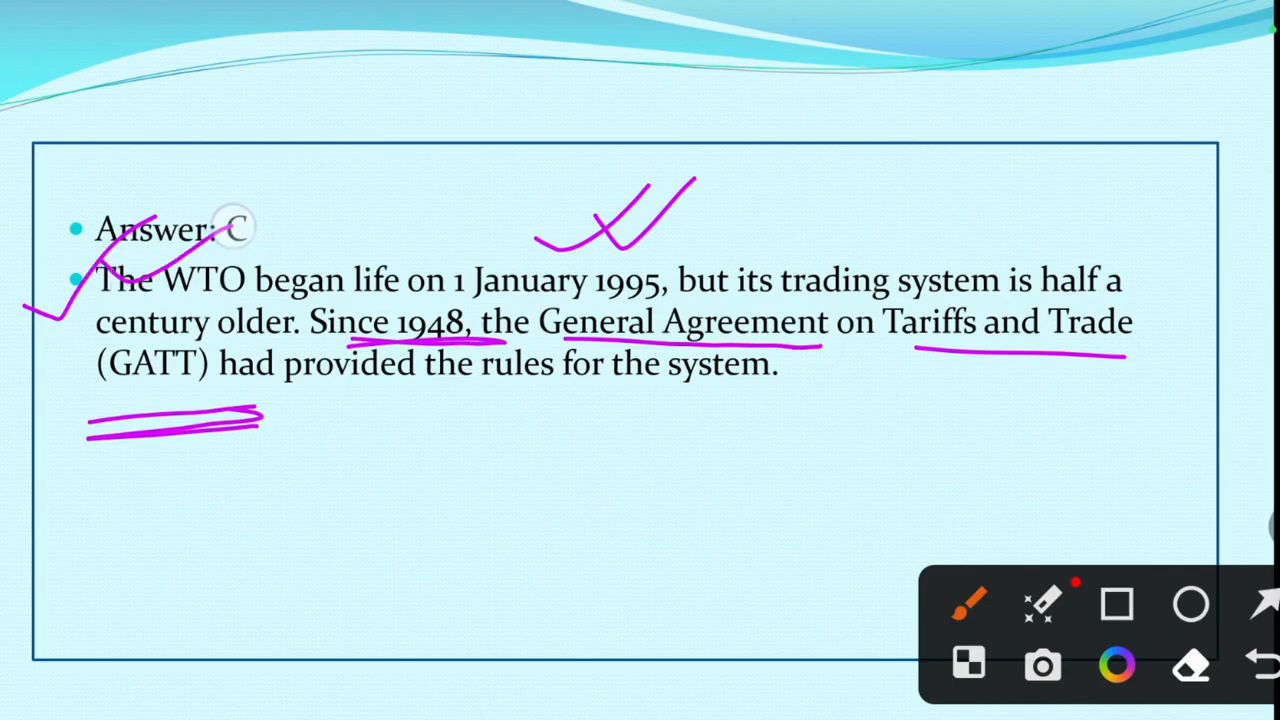 Answer: C
The WTO began life on 1 January 1995, but its trading system is half a
century older. Since 1948, the General Agreement on Tariffs and Trade
(GATT) had provided the rules for the system.